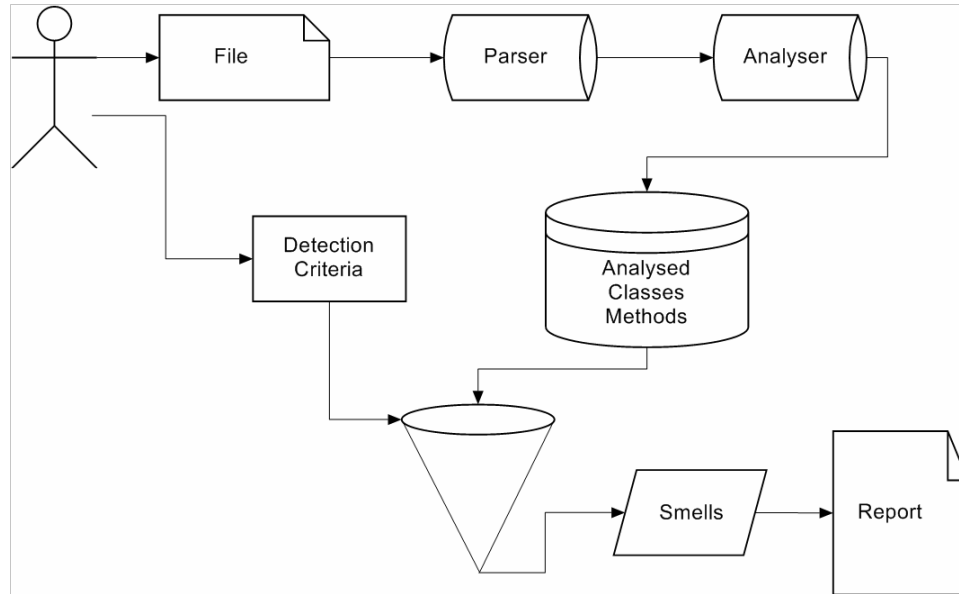 File
Parser
Analyser
Detection
Criteria
Analysed
Classes
Methods
Smells
Report